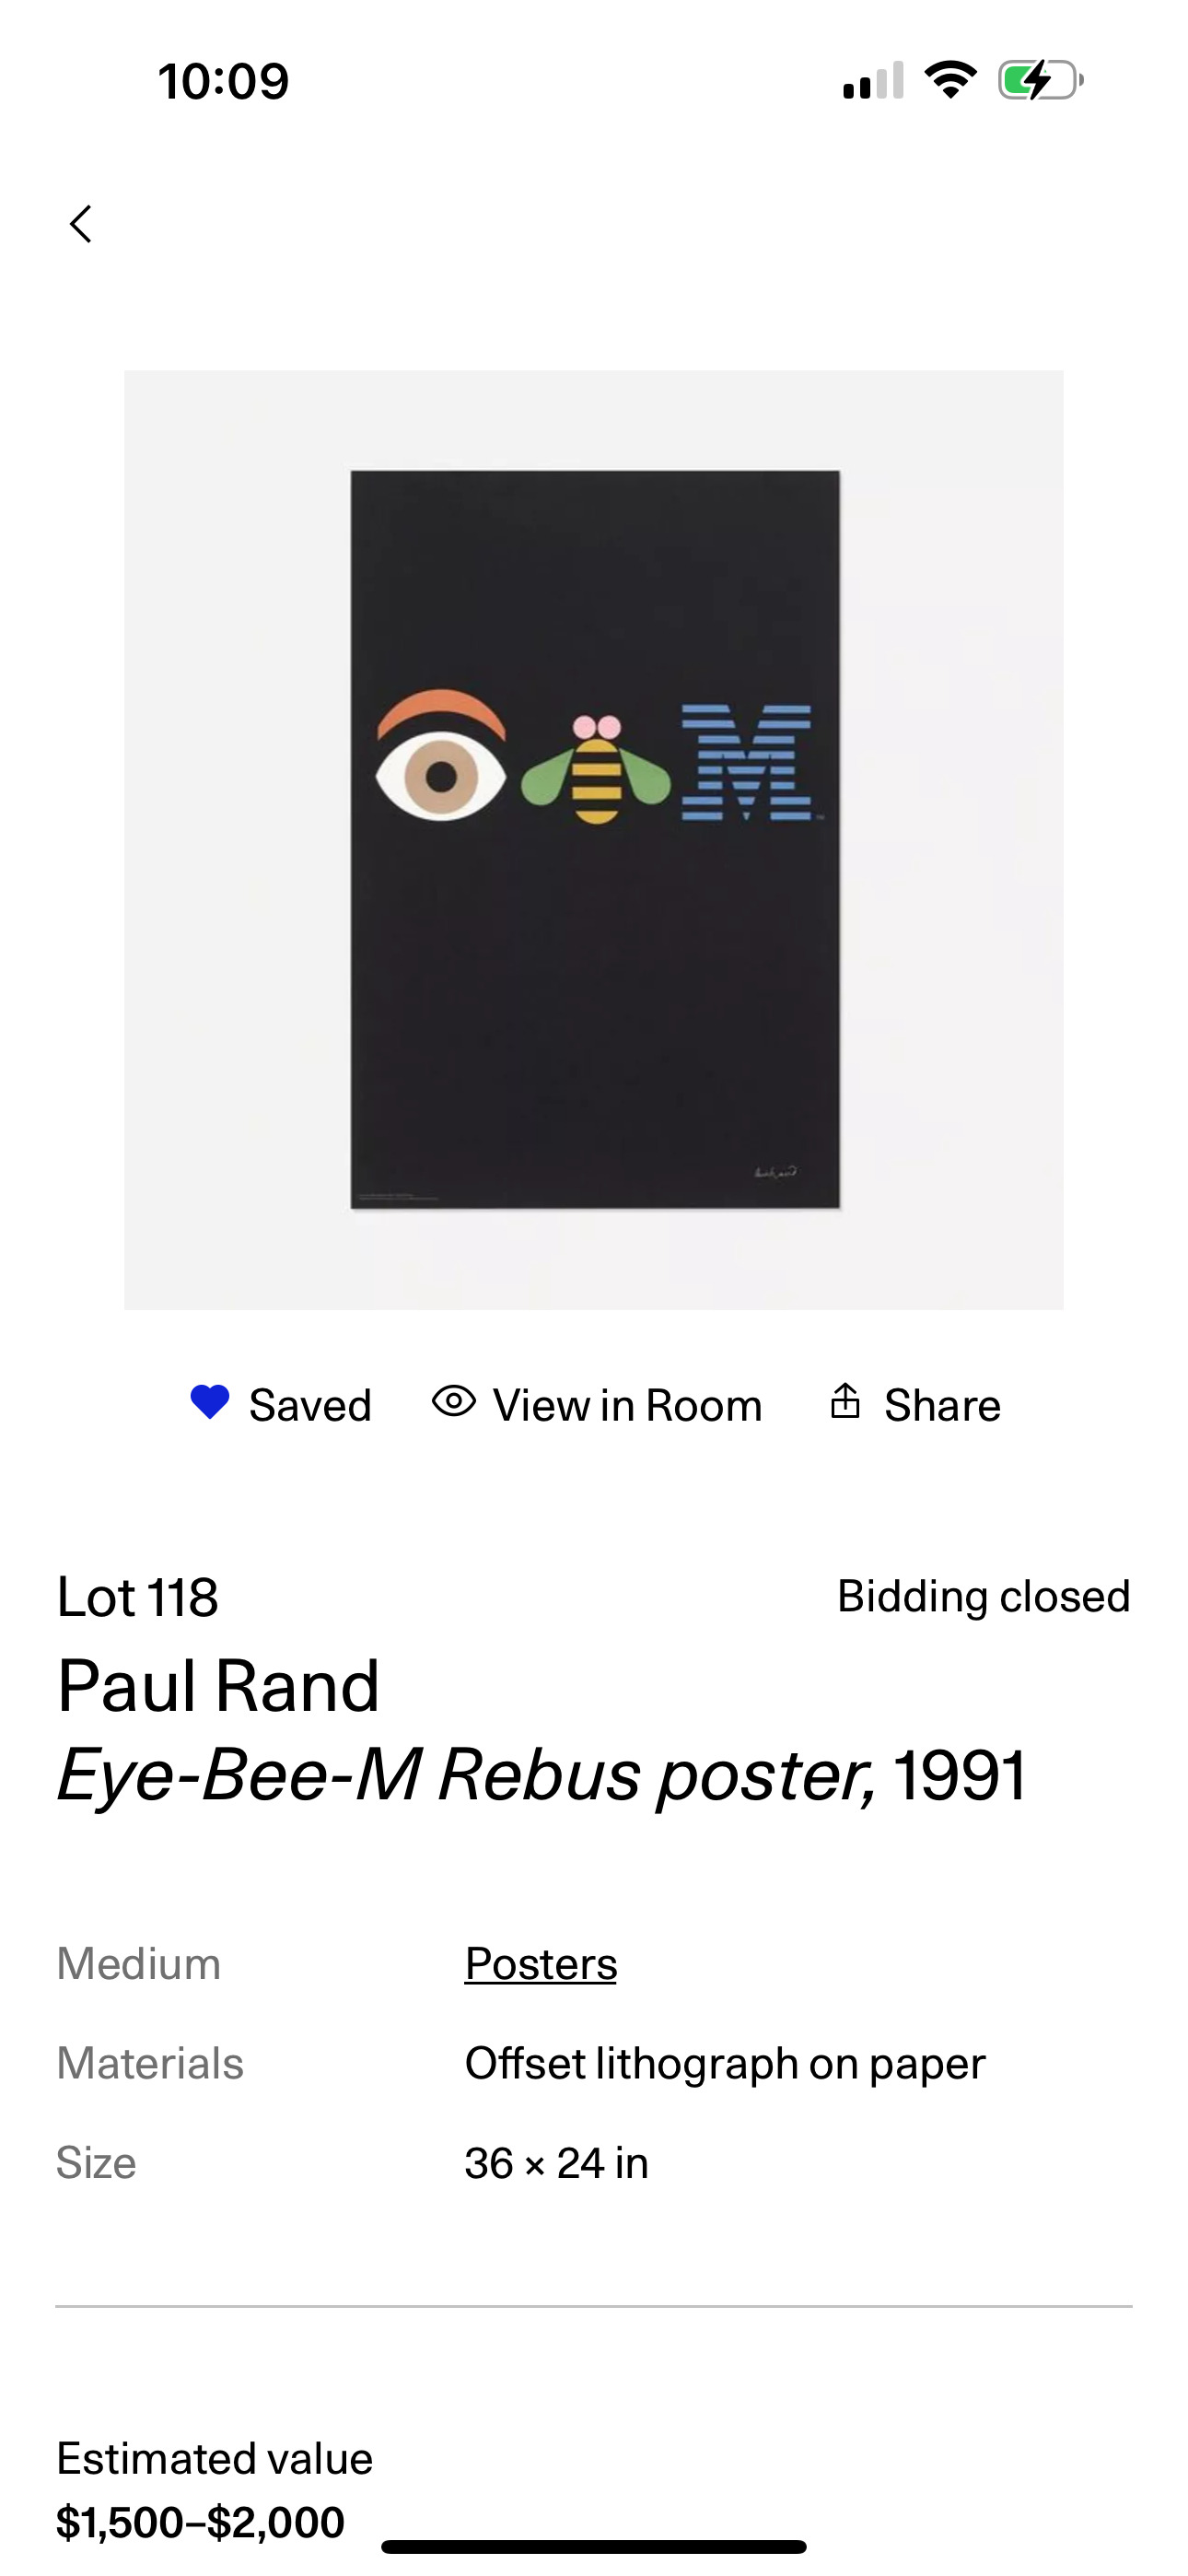 10:09
M
Lot 118
Bidding closed
Paul Rand
Eye-Bee-M Rebus poster, 1991
Saved
View in Room
Share
Medium
Posters
Materials
Offset lithograph on paper
Size
36 × 24 in
Estimated value
$1,500–$2,000